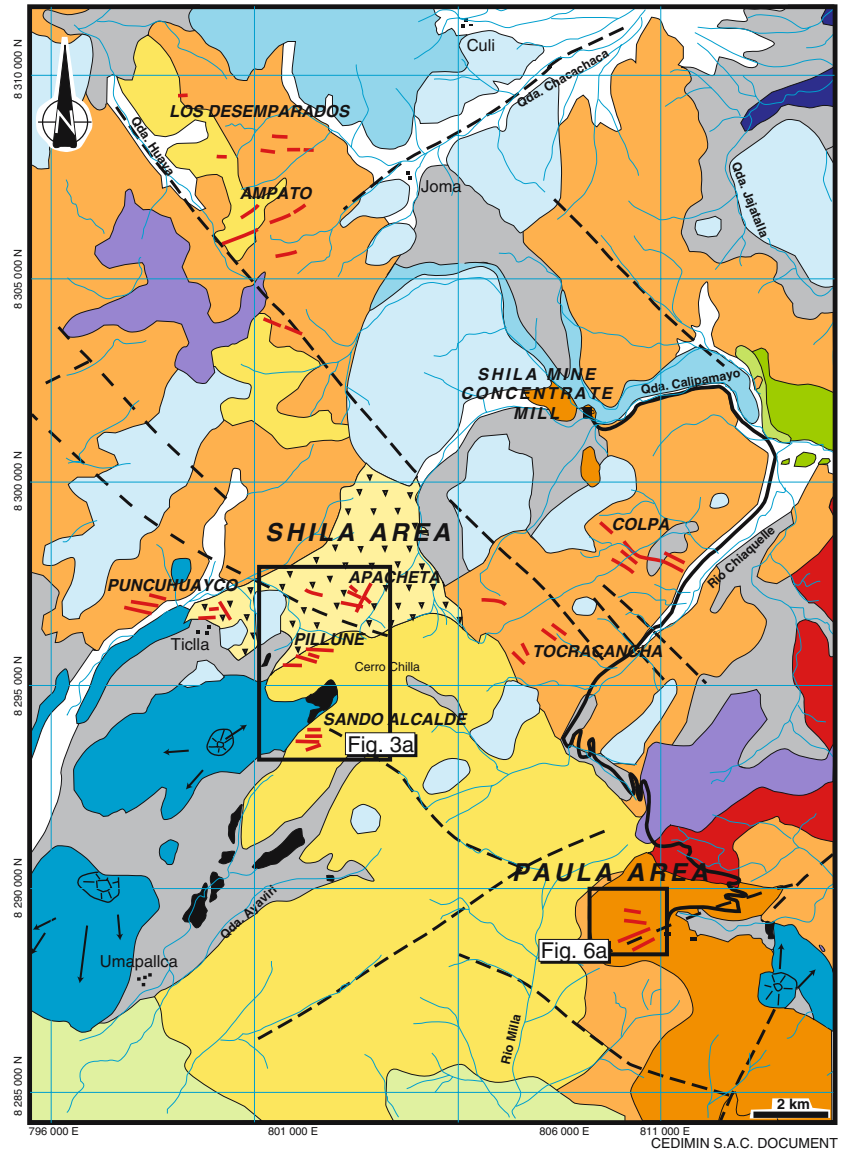 Culi
8 310 000 N
Qda. Chacachaca
LOS DESEMPARADOS
N
Qda. Huaya
Joma
Qda. Jajatalla
AMPATO
8 305 000 N
SHILA MINE
CONCENTRATE
MILL
Qda. Calipamayo
8 300 000 N
SHILA AREA
COLPA
Rio Chiaquelle
PUNCUHUAYCO
APACHETA
Ticlla
PILLUNE
TOCRACANCHA
Cerro Chilla
8 295 000 N
SANDO ALCALDE
Fig. 3a
PAULA AREA
8 290 000 N
Qda. Ayaviri
Fig. 6a
Umapallca
Rio Milla
8 285 000 N
2 km
796 000 E
801 000 E
806 000 E
811 000 E
CEDIMIN S.A.C. DOCUMENT